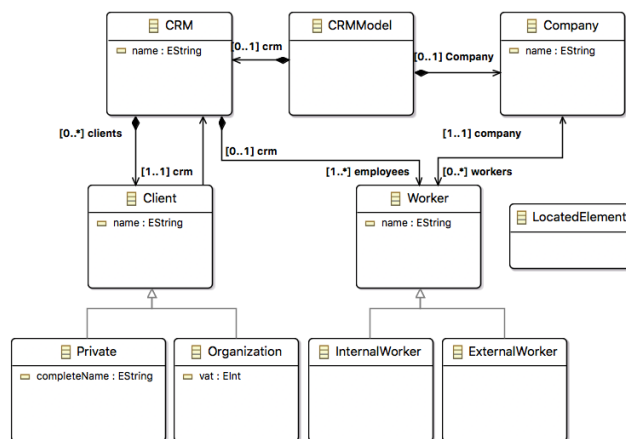 CRM
CRMModel
Company
name : EString
[0..1] crm
[0..1] Company
name : EString
[0..*] clients
[1..1] crm
[0..1] crm
[1..*] employees
[1..1] company
[0..*] workers
Client
name : EString
Worker
name : EString
LocatedElement
Private
completeName : EString
Organization
vat : EInt
InternalWorker
ExternalWorker